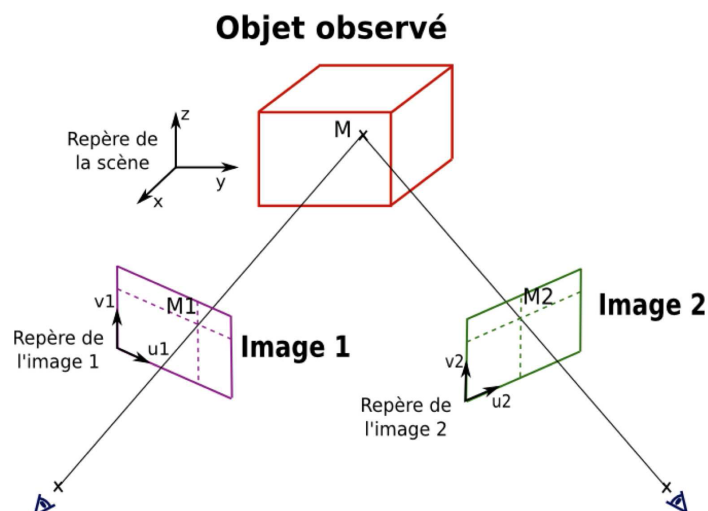 Objet observé
z
Repère de
la scène
y
x
M
M1
v1
u1
Repère de
l'image 1
Image 1
M2
Image 2
v2
u2
Repère de
l'image 2